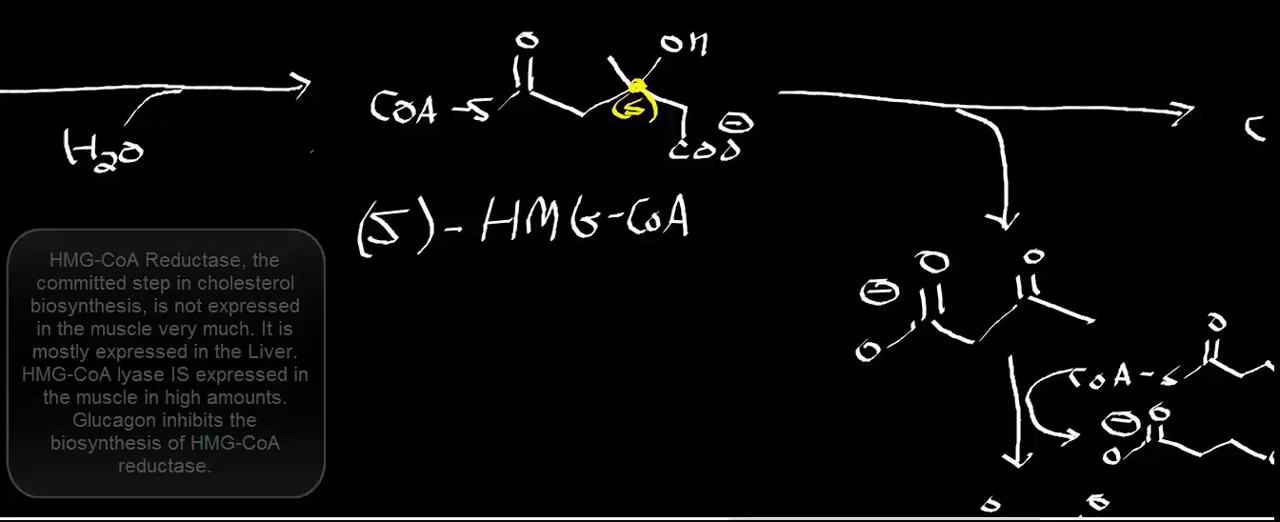 O
OH
CoA-S
(S)
⊖
COO
H2O
C
(S)-HMG-CoA
HMG-CoA Reductase, the
committed step in cholesterol
biosynthesis, is not expressed
in the muscle very much. It is
mostly expressed in the Liver.
HMG-CoA lyase IS expressed in
the muscle in high amounts.
Glucagon inhibits the
biosynthesis of HMG-CoA
reductase.
⊖ O O
O
O
CoA-S
⊖ O
O
O O